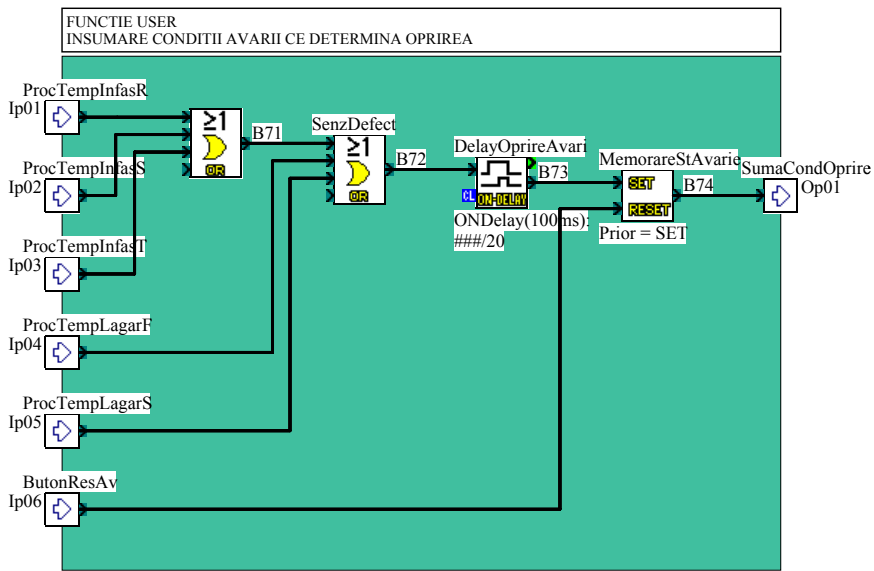 FUNCTIE USER
INSUMARE CONDITII AVARII CE DETERMINA OPRIREA
ProcTempInfasR
Ip01
≥1
OR
B71
SenzDefect
≥1
OR
B72
DelayOprireAvari
CL
ON-DELAY
B73
ONDelay(100ms):
###/20
MemorareStAvarie
SET
RESET
B74
Prior = SET
SumaCondOprire
Op01
ProcTempInfasS
Ip02
ProcTempInfasT
Ip03
ProcTempLagarF
Ip04
ProcTempLagarS
Ip05
ButonResAv
Ip06